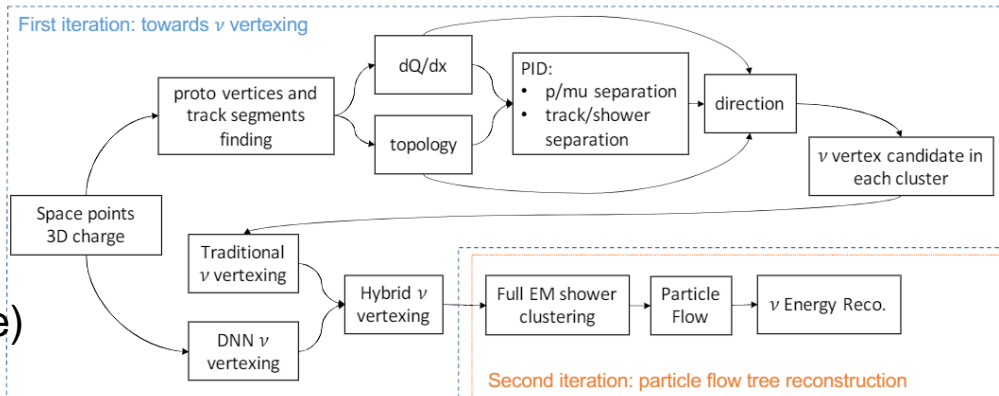 First iteration: towards ν vertexing
dQ/dx
PID:
• p/mu separation
• track/shower
separation
proto vertices and
track segments
finding
direction
topology
ν vertex candidate in
each cluster
Space points
3D charge
Traditional
ν vertexing
Hybrid ν
vertexing
Full EM shower
clustering
Particle
Flow
ν Energy Reco.
e)
DNN ν
vertexing
Second iteration: particle flow tree reconstruction